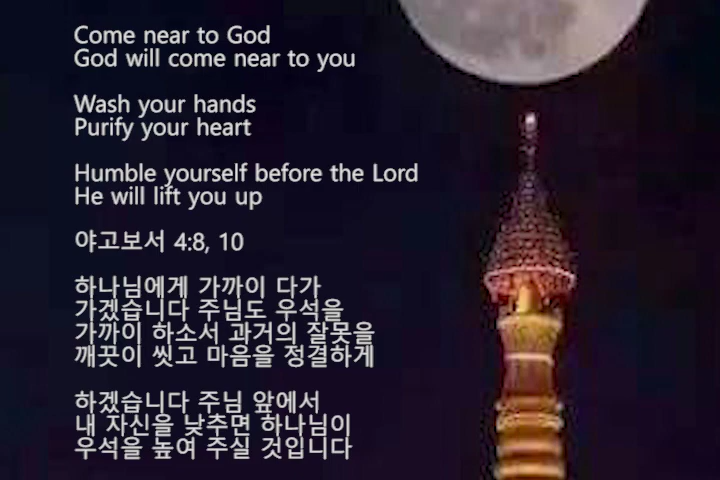 Come near to God
God will come near to you
Wash your hands
Purify your heart
Humble yourself before the Lord
He will lift you up
야고보서 4:8, 10
하나님에게 가까이 다가
가겠습니다 주님도 우석을
가까이 하소서 과거의 잘못을
깨끗이 씻고 마음을 정결하게
하겠습니다 주님 앞에서
내 자신을 낮추면 하나님이
우석을 높여 주실 것입니다